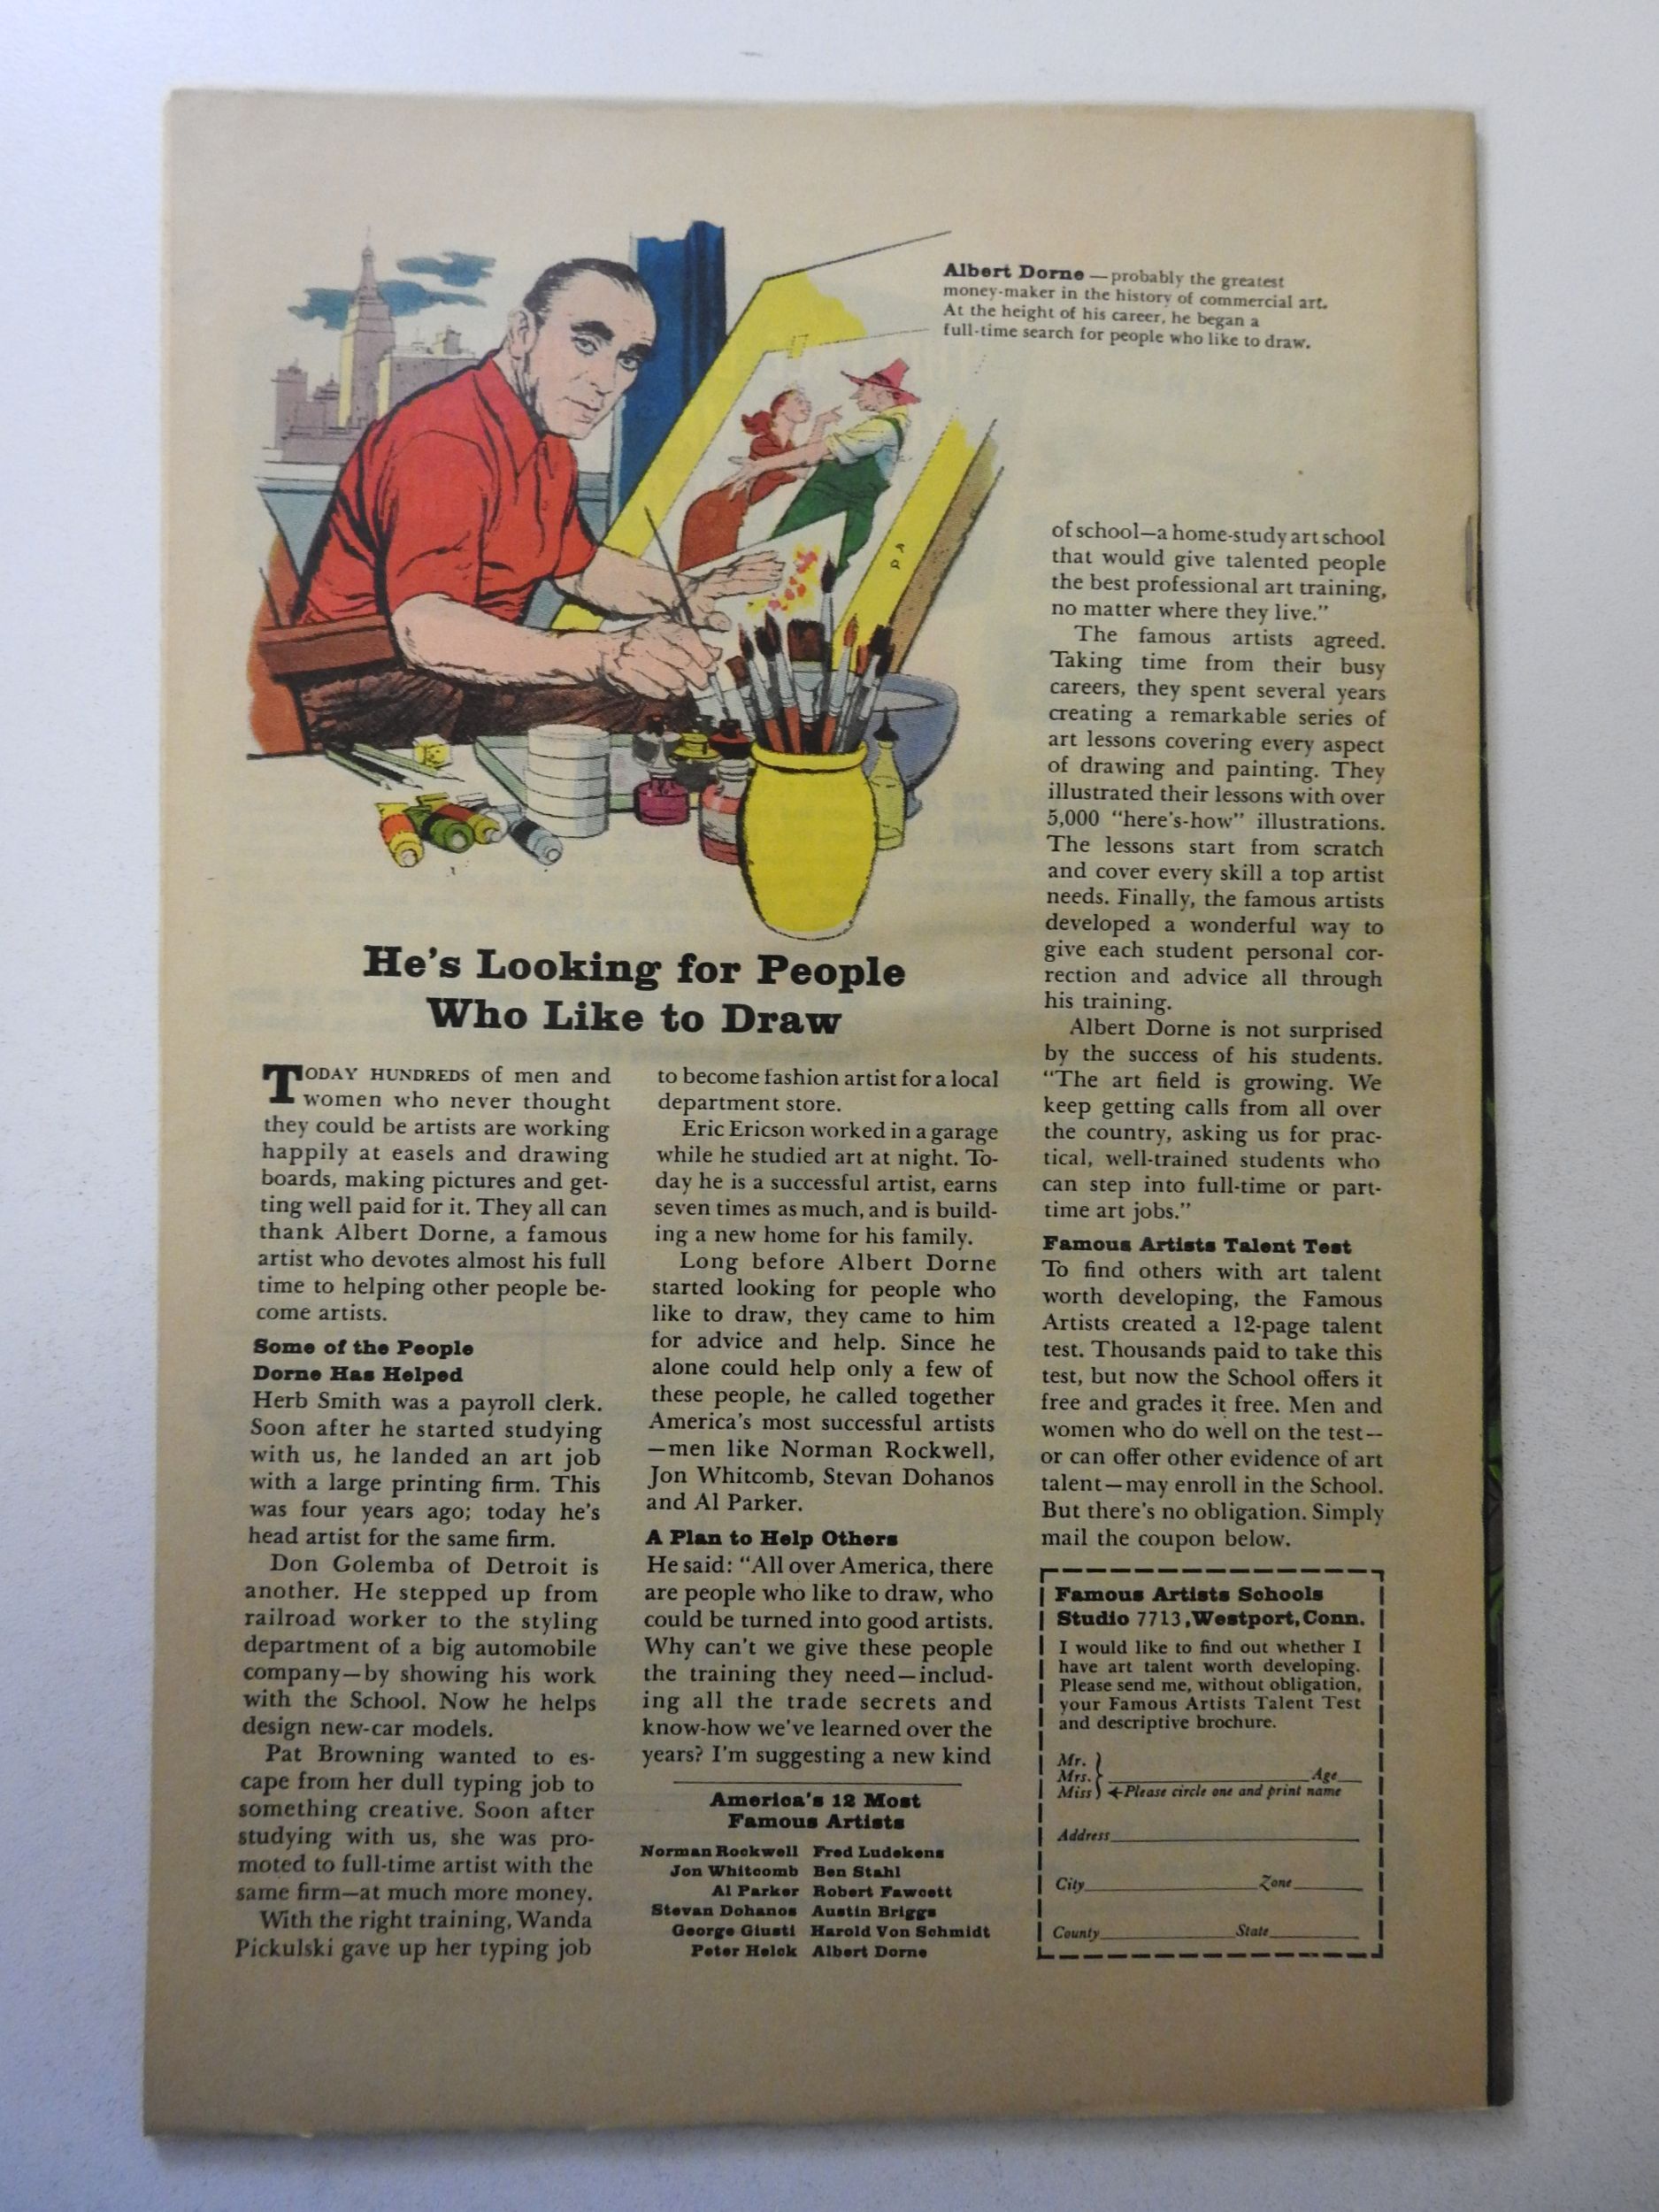 Albert Dorne — probably the greatest
money-maker in the history of commercial art.
At the height of his career, he began a
full-time search for people who like to draw.
He's Looking for People
Who Like to Draw
TODAY HUNDREDS of men and
women who never thought
they could be artists are working
happily at easels and drawing
boards, making pictures and get-
ting well paid for it. They all can
thank Albert Dorne, a famous
artist who devotes almost his full
time to helping other people be-
come artists.
Some of the People
Dorne Has Helped
Herb Smith was a payroll clerk.
Soon after he started studying
with us, he landed an art job
with a large printing firm. This
was four years ago; today he's
head artist for the same firm.
Don Golemba of Detroit is
another. He stepped up from
railroad worker to the styling
department of a big automobile
company—by showing his work
with the School. Now he helps
design new-car models.
Pat Browning wanted to es-
cape from her dull typing job to
something creative. Soon after
studying with us, she was pro-
moted to full-time artist with the
same firm—at much more money.
With the right training, Wanda
Pickulski gave up her typing job
to become fashion artist for a local
department store.
Eric Ericson worked in a garage
while he studied art at night. To-
day he is a successful artist, earns
seven times as much, and is build-
ing a new home for his family.
Long before Albert Dorne
started looking for people who
like to draw, they came to him
for advice and help. Since he
alone could help only a few of
these people, he called together
America's most successful artists
—men like Norman Rockwell,
Jon Whitcomb, Stevan Dohanos
and Al Parker.
A Plan to Help Others
He said: "All over America, there
are people who like to draw, who
could be turned into good artists.
Why can't we give these people
the training they need—includ-
ing all the trade secrets and
know-how we've learned over the
years? I'm suggesting a new kind
America's 12 Most
Famous Artists
Norman Rockwell Fred Ludekens
Jon Whitcomb Ben Stahl
Al Parker Robert Fawcett
Stevan Dohanos Austin Briggs
George Giusti Harold Von Schmidt
Peter Helck Albert Dorne
of school—a home-study art school
that would give talented people
the best professional art training,
no matter where they live."
The famous artists agreed.
Taking time from their busy
careers, they spent several years
creating a remarkable series of
art lessons covering every aspect
of drawing and painting. They
illustrated their lessons with over
5,000 "here's-how" illustrations.
The lessons start from scratch
and cover every skill a top artist
needs. Finally, the famous artists
developed a wonderful way to
give each student personal cor-
rection and advice all through
his training.
Albert Dorne is not surprised
by the success of his students.
"The art field is growing. We
keep getting calls from all over
the country, asking us for prac-
tical, well-trained students who
can step into full-time or part-
time art jobs."
Famous Artists Talent Test
To find others with art talent
worth developing, the Famous
Artists created a 12-page talent
test. Thousands paid to take this
test, but now the School offers it
free and grades it free. Men and
women who do well on the test—
or can offer other evidence of art
talent—may enroll in the School.
But there's no obligation. Simply
mail the coupon below.
Famous Artists Schools
Studio 7713, Westport, Conn.
I would like to find out whether I
have art talent worth developing.
Please send me, without obligation,
your Famous Artists Talent Test
and descriptive brochure.
Mr.
Mrs. Age
Miss ←Please circle one and print name
Address
City Zone
County State